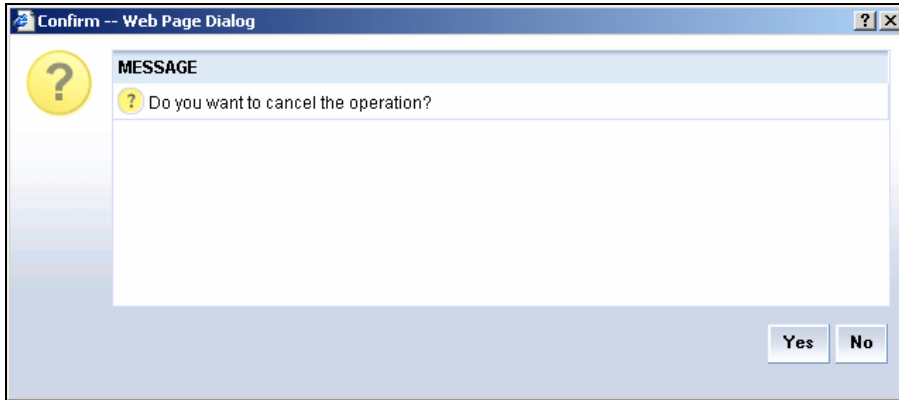 Confirm -- Web Page Dialog
MESSAGE
Do you want to cancel the operation?
Yes No